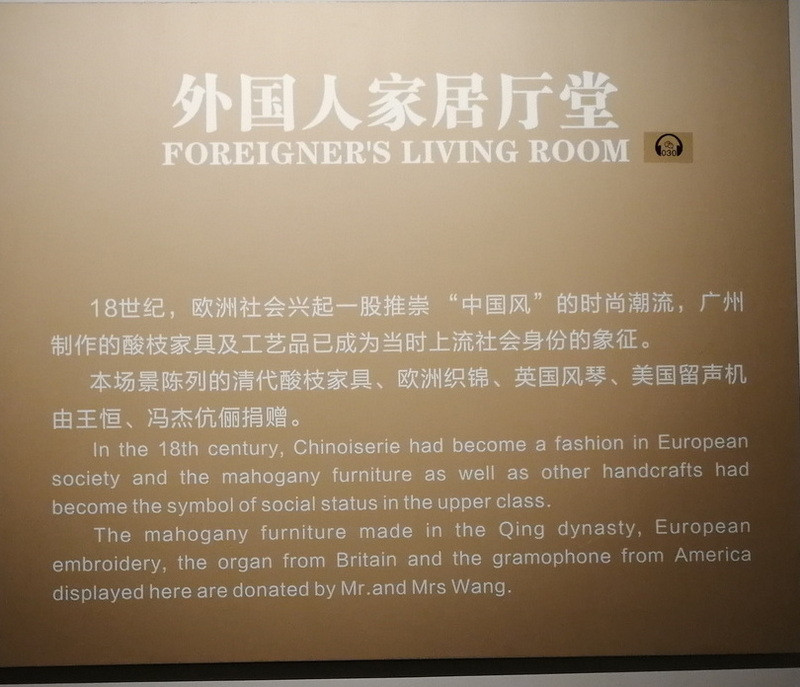 外国人家居厅堂
FOREIGNER'S LIVING ROOM
030
18世纪，欧洲社会兴起一股推崇 “中国风” 的时尚潮流，广州
制作的酸枝家具及工艺品已成为当时上流社会身份的象征。
本场景陈列的清代酸枝家具、欧洲织锦、英国风琴、美国留声机
由王恒、冯杰伉俪捐赠。
In the 18th century, Chinoiserie had become a fashion in European
society and the mahogany furniture as well as other handcrafts had
become the symbol of social status in the upper class.
The mahogany furniture made in the Qing dynasty, European
embroidery, the organ from Britain and the gramophone from America
displayed here are donated by Mr.and Mrs Wang.